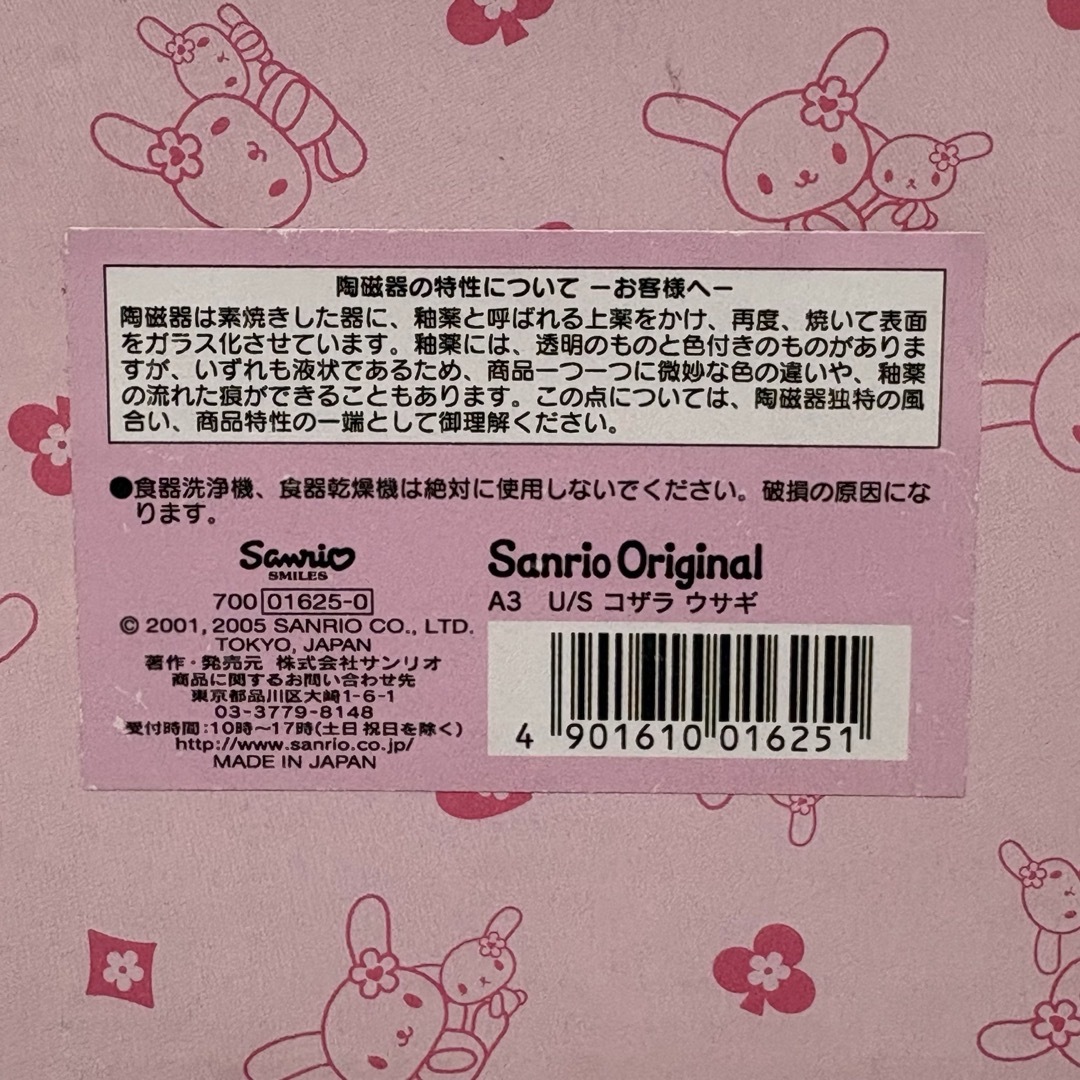 陶磁器の特性について −お客様へ−
陶磁器は素焼きした器に、釉薬と呼ばれる上薬をかけ、再度、焼いて表面
をガラス化させています。釉薬には、透明のものと色付きのものがありま
すが、いずれも液状であるため、商品一つ一つに微妙な色の違いや、釉薬
の流れた痕ができることもあります。この点については、陶磁器独特の風
合い、商品特性の一端として御理解ください。
●食器洗浄機、食器乾燥機は絶対に使用しないでください。破損の原因にな
ります。
Sanrio
SMILES
700 01625-0
© 2001, 2005 SANRIO CO., LTD.
TOKYO, JAPAN
著作・発売元 株式会社サンリオ
商品に関するお問い合わせ先
東京都品川区大崎1-6-1
03-3779-8148
受付時間:10時〜17時(土日祝日を除く)
http://www.sanrio.co.jp/
MADE IN JAPAN
Sanrio Original
A3 U/S コザラ ウサギ
4 901610 016251